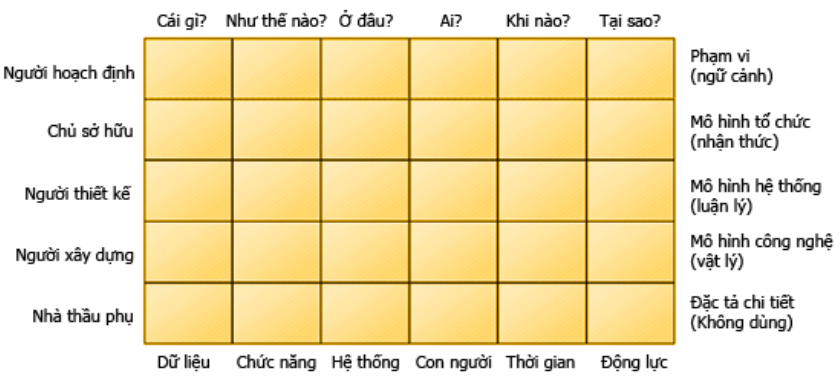 Cái gì? Như thế nào? Ở đâu? Ai? Khi nào? Tại sao?
Người hoạch định
Phạm vi
(ngữ cảnh)
Chủ sở hữu
Mô hình tổ chức
(nhận thức)
Người thiết kế
Mô hình hệ thống
(luận lý)
Người xây dựng
Mô hình công nghệ
(vật lý)
Nhà thầu phụ
Đặc tả chi tiết
(Không dùng)
Dữ liệu Chức năng Hệ thống Con người Thời gian Động lực